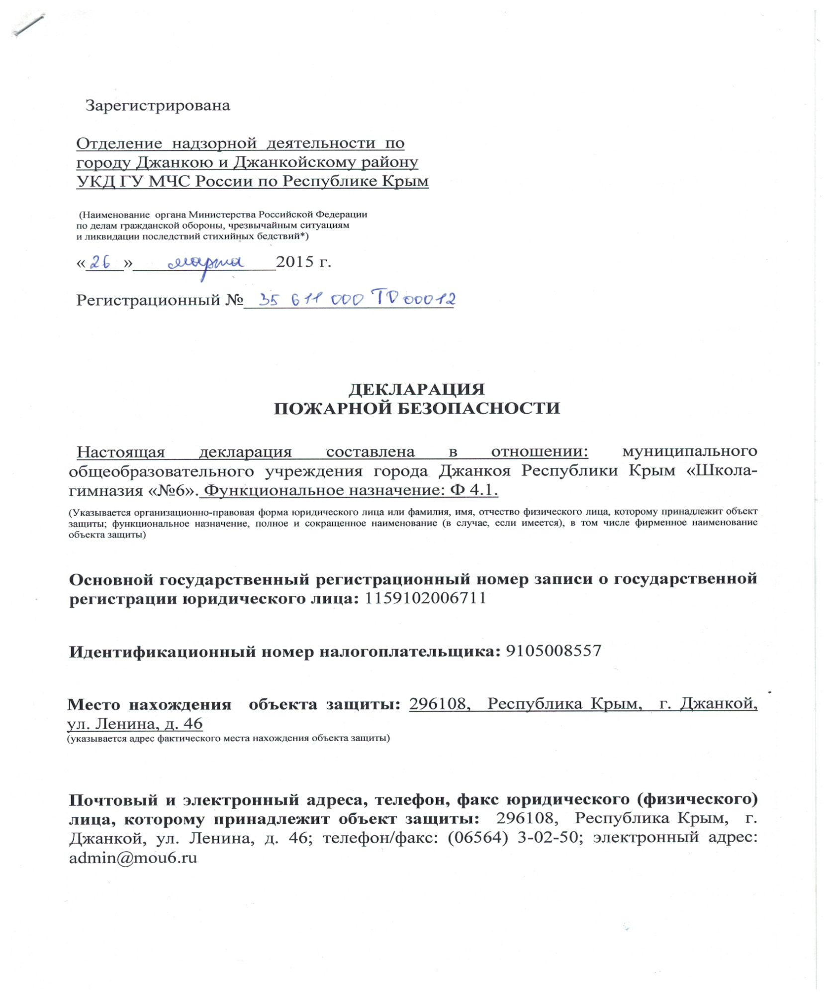 Зарегистрирована
Отделение надзорной деятельности по
городу Джанкою и Джанкойскому району
УКД ГУ МЧС России по Республике Крым
(Наименование органа Министерства Российской Федерации
по делам гражданской обороны, чрезвычайным ситуациям
и ликвидации последствий стихийных бедствий*)
«26» марта 2015 г.
Регистрационный № 35 611 000 ТО 00012
ДЕКЛАРАЦИЯ
ПОЖАРНОЙ БЕЗОПАСНОСТИ
Настоящая декларация составлена в отношении: муниципального
общеобразовательного учреждения города Джанкоя Республики Крым «Школа-
гимназия «№6». Функциональное назначение: Ф 4.1.
(Указывается организационно-правовая форма юридического лица или фамилия, имя, отчество физического лица, которому принадлежит объект
защиты; функциональное назначение, полное и сокращенное наименование (в случае, если имеется), в том числе фирменное наименование
объекта защиты)
Основной государственный регистрационный номер записи о государственной
регистрации юридического лица: 1159102006711
Идентификационный номер налогоплательщика: 9105008557
Место нахождения объекта защиты: 296108, Республика Крым, г. Джанкой,
ул. Ленина, д. 46
(указывается адрес фактического места нахождения объекта защиты)
Почтовый и электронный адреса, телефон, факс юридического (физического)
лица, которому принадлежит объект защиты: 296108, Республика Крым, г.
Джанкой, ул. Ленина, д. 46; телефон/факс: (06564) 3-02-50; электронный адрес:
admin@mou6.ru